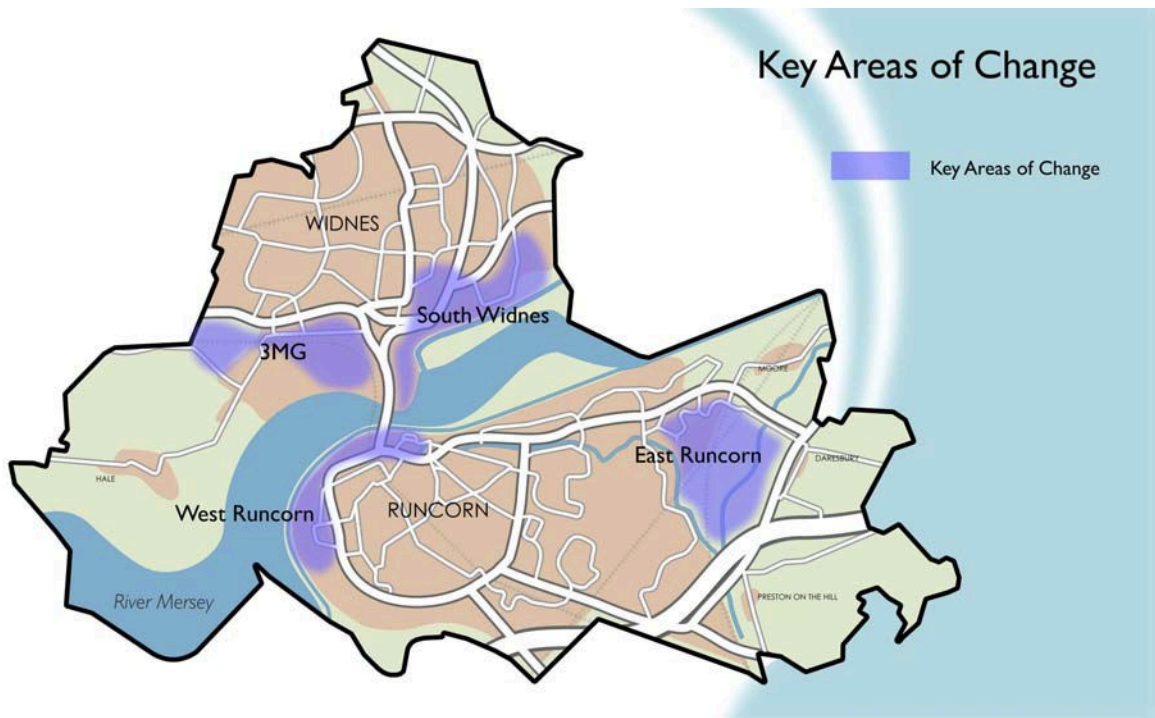 Key Areas of Change
Key Areas of Change
WIDNES
South Widnes
3MG
MOORE
East Runcorn
DARESBURY
HALE
West Runcorn
RUNCORN
River Mersey
PRESTON ON THE HILL